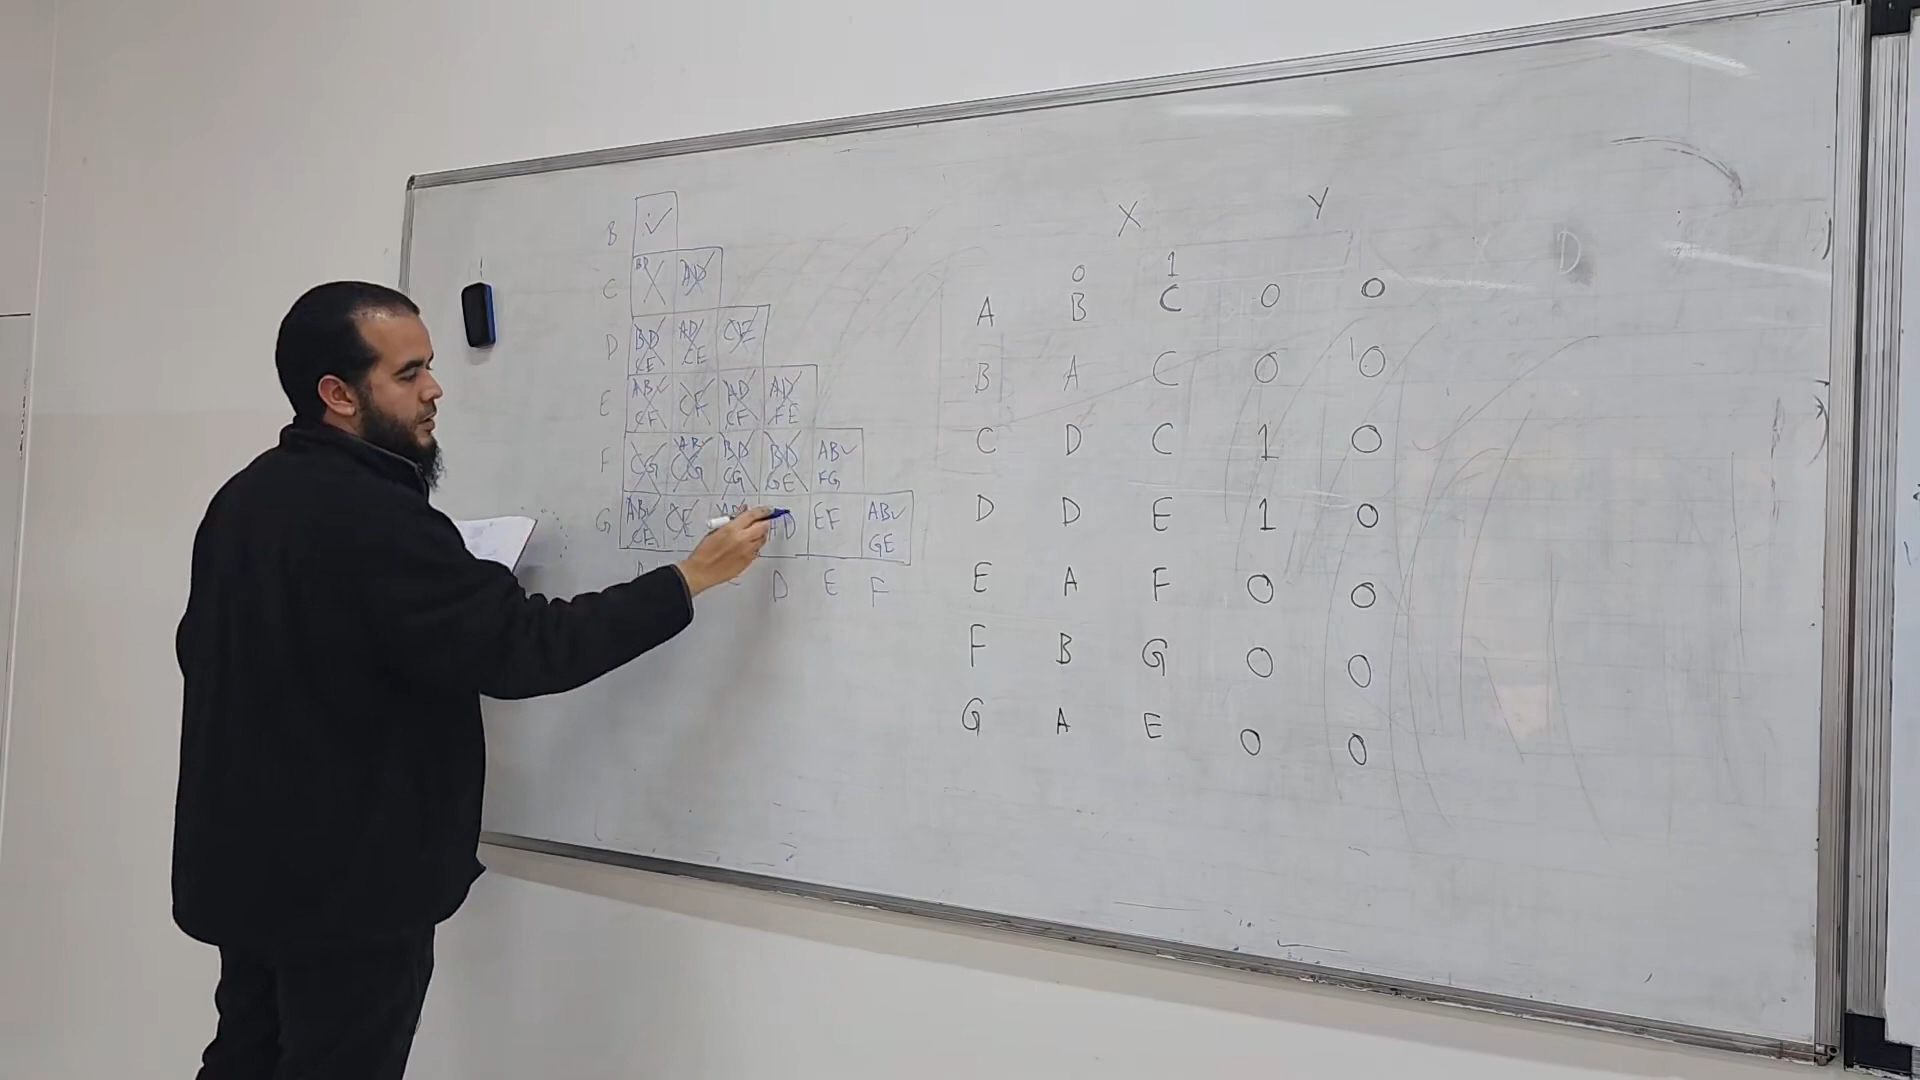 B ✓
C BD AD
D BD CE AD CE CE
E AB✓ CF CF AD CF AD FE
F CG AB✓ CG BD CG BD GE AB✓ FG
G AB✓ CE CE AD EF AB✓ GE
D E F
X Y
0 1
A B C 0 0
B A C 0 0
C D C 1 0
D D E 1 0
E A F 0 0
F B G 0 0
G A E 0 0
D